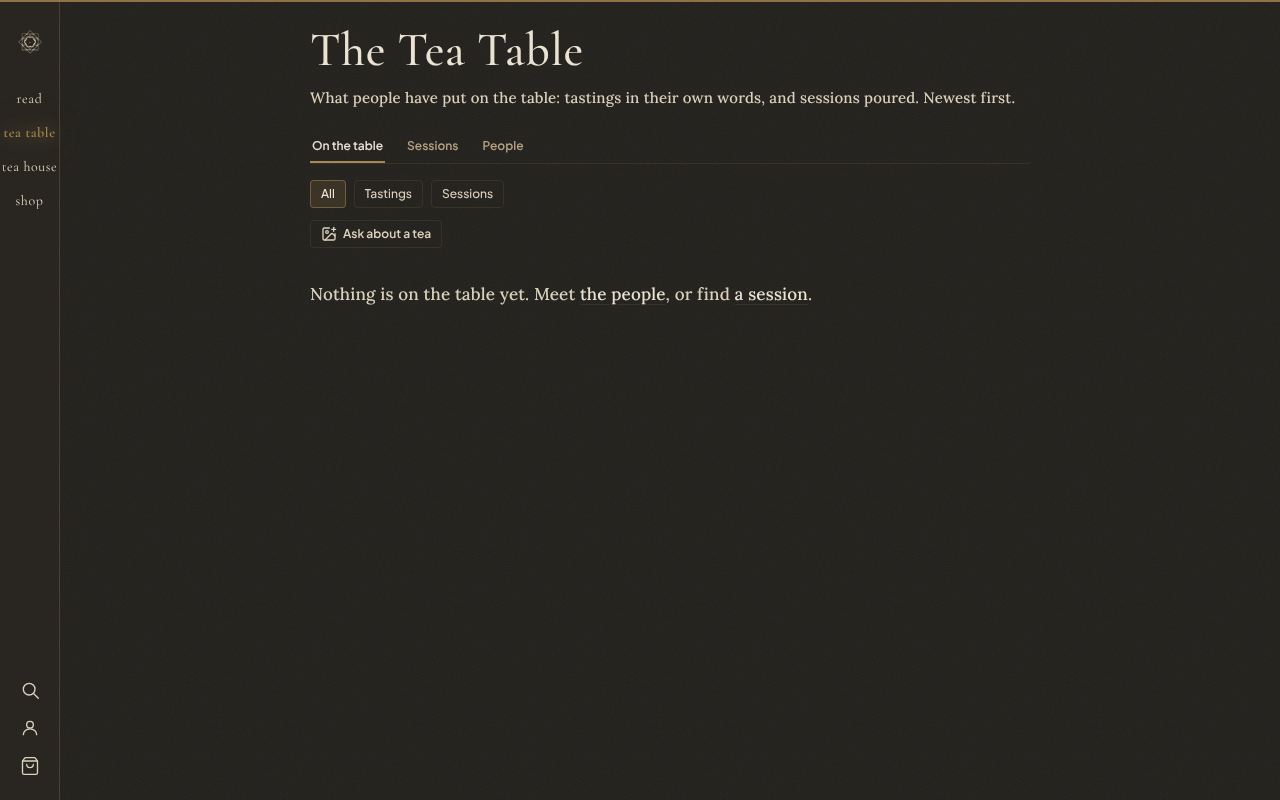 The Tea Table
What people have put on the table: tastings in their own words, and sessions poured. Newest first.
read
tea table
tea house
shop
On the table Sessions People
All Tastings Sessions
Ask about a tea
Nothing is on the table yet. Meet the people, or find a session.